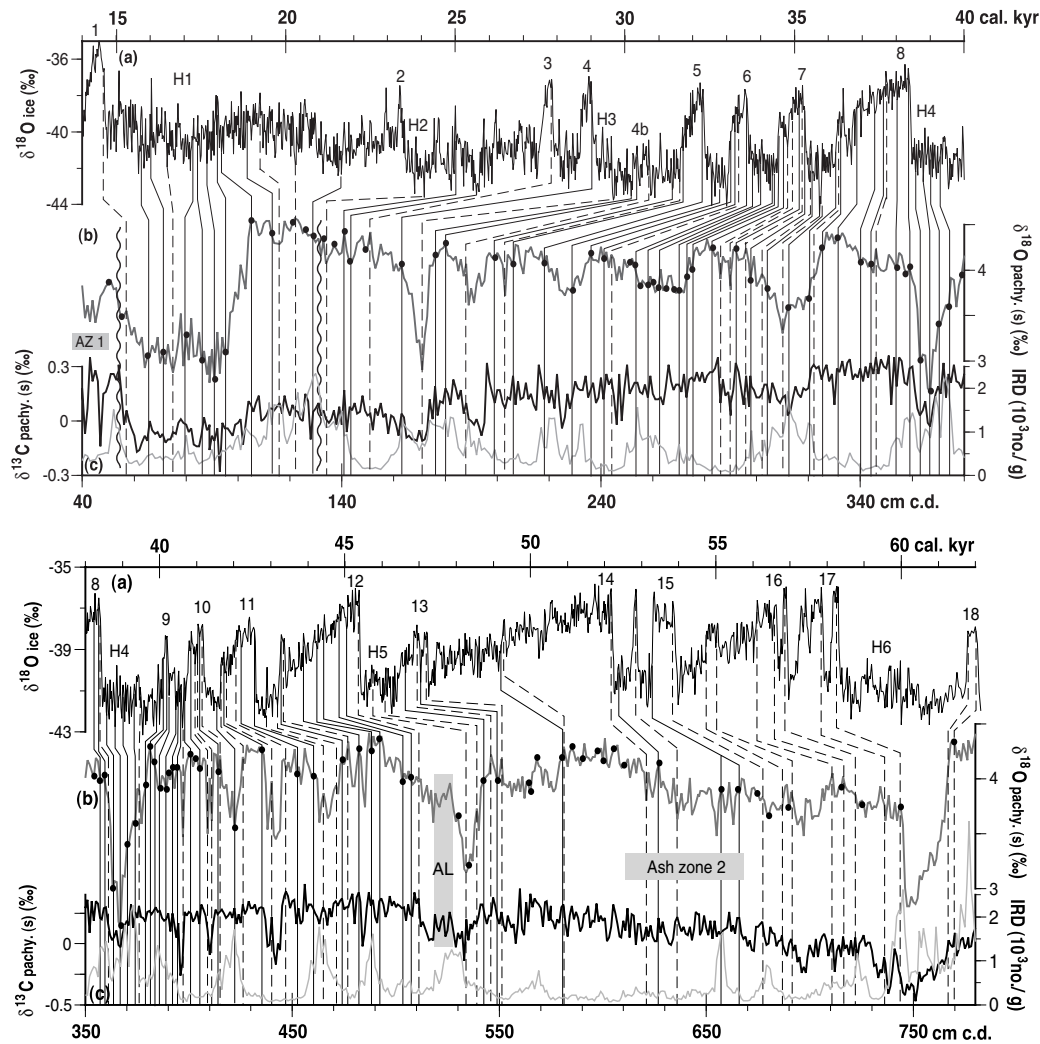 15 20 25 30 35 40 cal. kyr
1 (a) H1 2 H2 3 4 H3 4b 5 6 7 8 H4
-36
-40
-44
δ¹⁸O ice (‰)
(b)
AZ 1
4
3
δ¹⁸O pachy. (s) (‰)
0.3
0
-0.3
δ¹³C pachy. (s) (‰)
(c)
2
1
0
IRD (10³no./ g)
40 140 240 340 cm c.d.
40 45 50 55 60 cal. kyr
8 (a) H4 9 10 11 12 H5 13 14 15 16 17 H6 18
-35
-39
-43
δ¹⁸O ice (‰)
(b)
AL
Ash zone 2
4
3
δ¹⁸O pachy. (s) (‰)
0
-0.5
δ¹³C pachy. (s) (‰)
(c)
2
1
0
IRD (10³no./ g)
350 450 550 650 750 cm c.d.